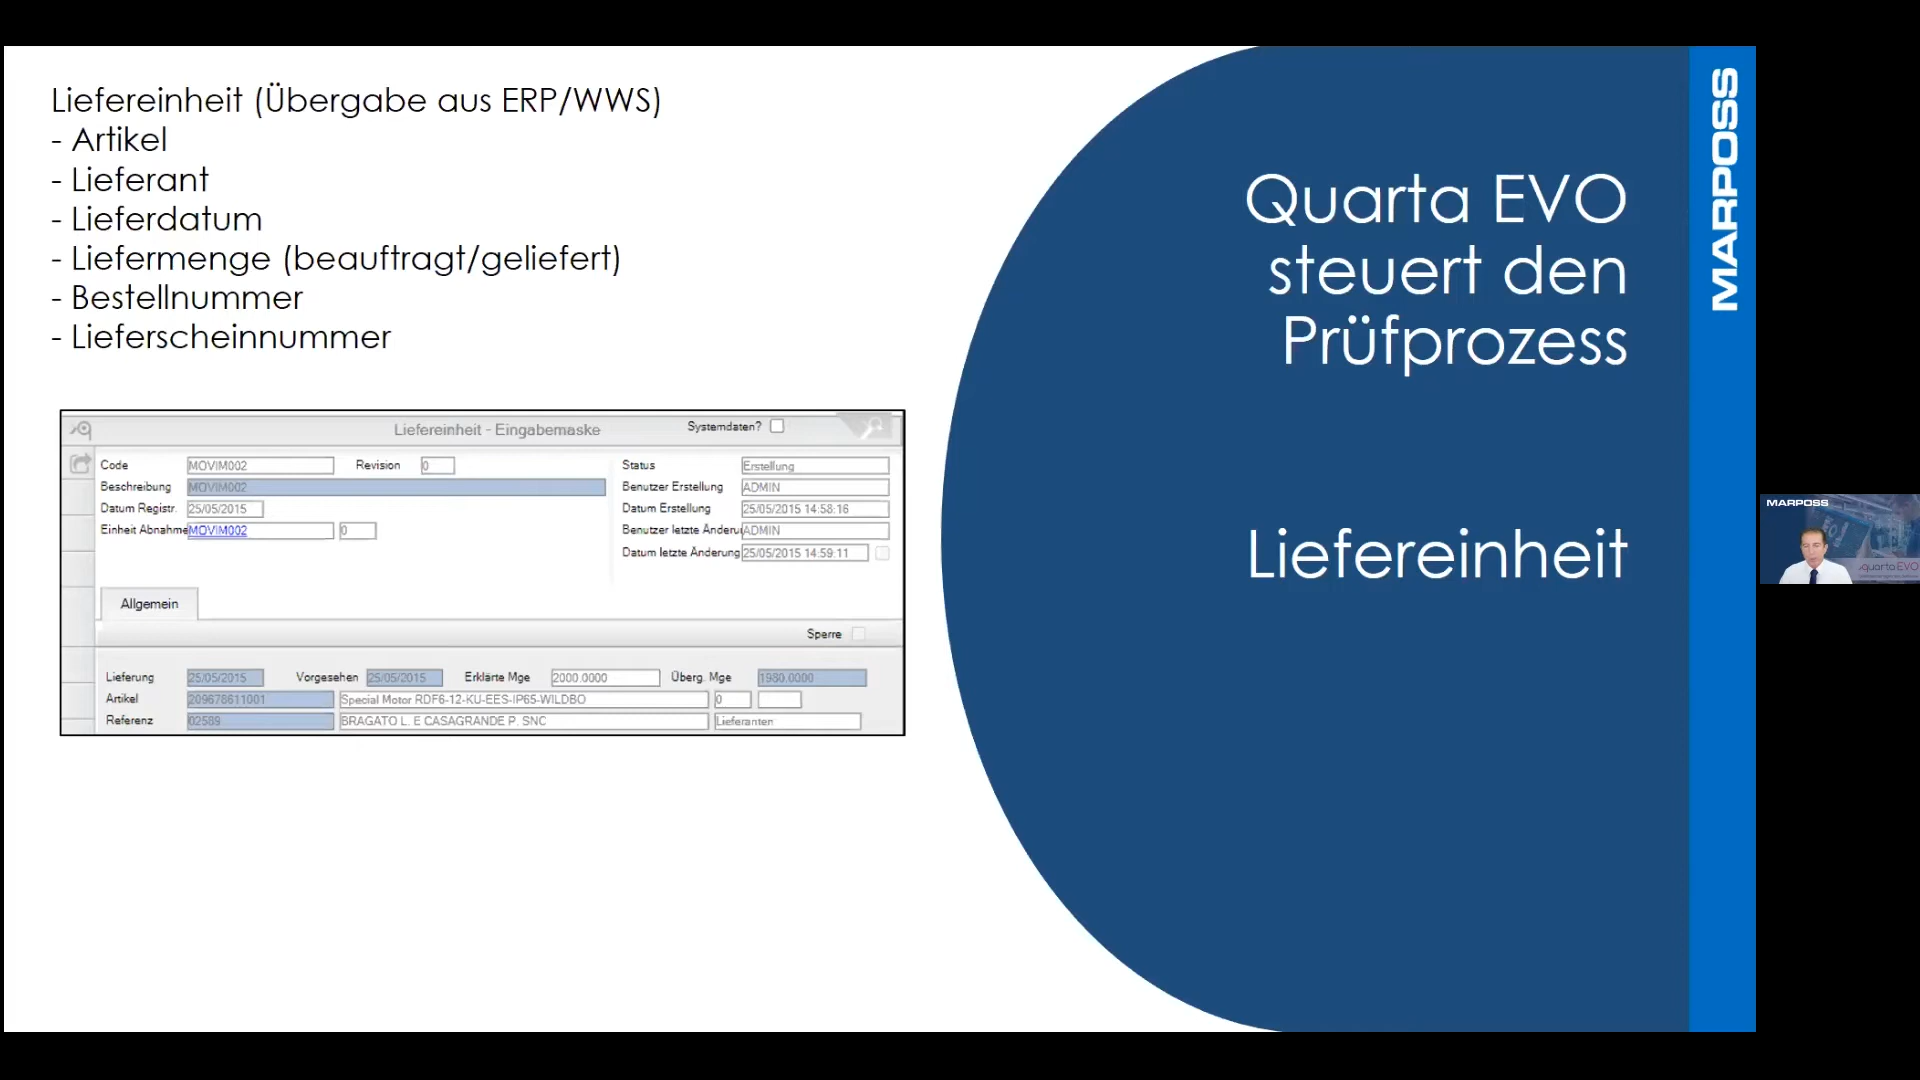 Liefereinheit (Übergabe aus ERP/WWS)
- Artikel
- Lieferant
- Lieferdatum
- Liefermenge (beauftragt/geliefert)
- Bestellnummer
- Lieferscheinnummer
Liefereinheit - Eingabemaske
Systemdaten?
Code MOVIM002 Revision 0 Status Erstellung
Beschreibung MOVIM002 Benutzer Erstellung ADMIN
Datum Registr. 25/05/2015 Datum Erstellung 25/05/2015 14:58:16
Einheit Abnahme MOVIM002 0 Benutzer letzte Änderu ADMIN
Datum letzte Änderung 25/05/2015 14:59:11
Allgemein
Sperre
Lieferung 25/05/2015 Vorgesehen 25/05/2015 Erklärte Mge 2000.0000 Überg. Mge 1980.0000
Artikel 209678611001 Special Motor RDF6-12-KU-EES-IP65-WILDBO 0
Referenz 02589 BRAGATO L. E CASAGRANDE P. SNC Lieferanten
Quarta EVO
steuert den
Prüfprozess
Liefereinheit
MARPOSS
MARPOSS
quarta EVO